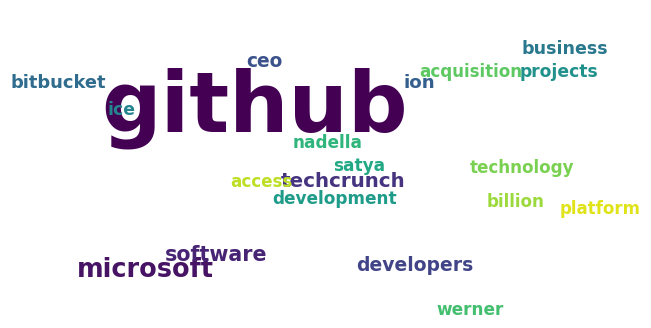 business
ceo
acquisition
projects
bitbucket
ion
github
ice
nadella
satya
technology
access
techcrunch
development
billion
platform
software
developers
microsoft
werner